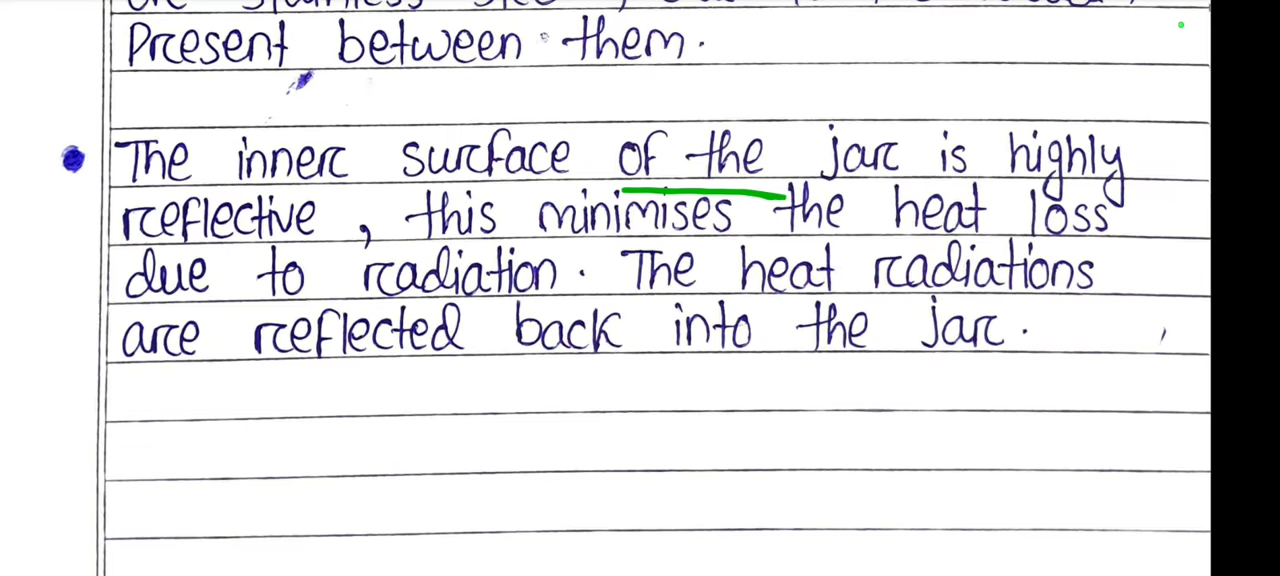 Present between them.
The inner surface of the jar is highly
reflective, this minimises the heat loss
due to radiation. The heat radiations
are reflected back into the jar.